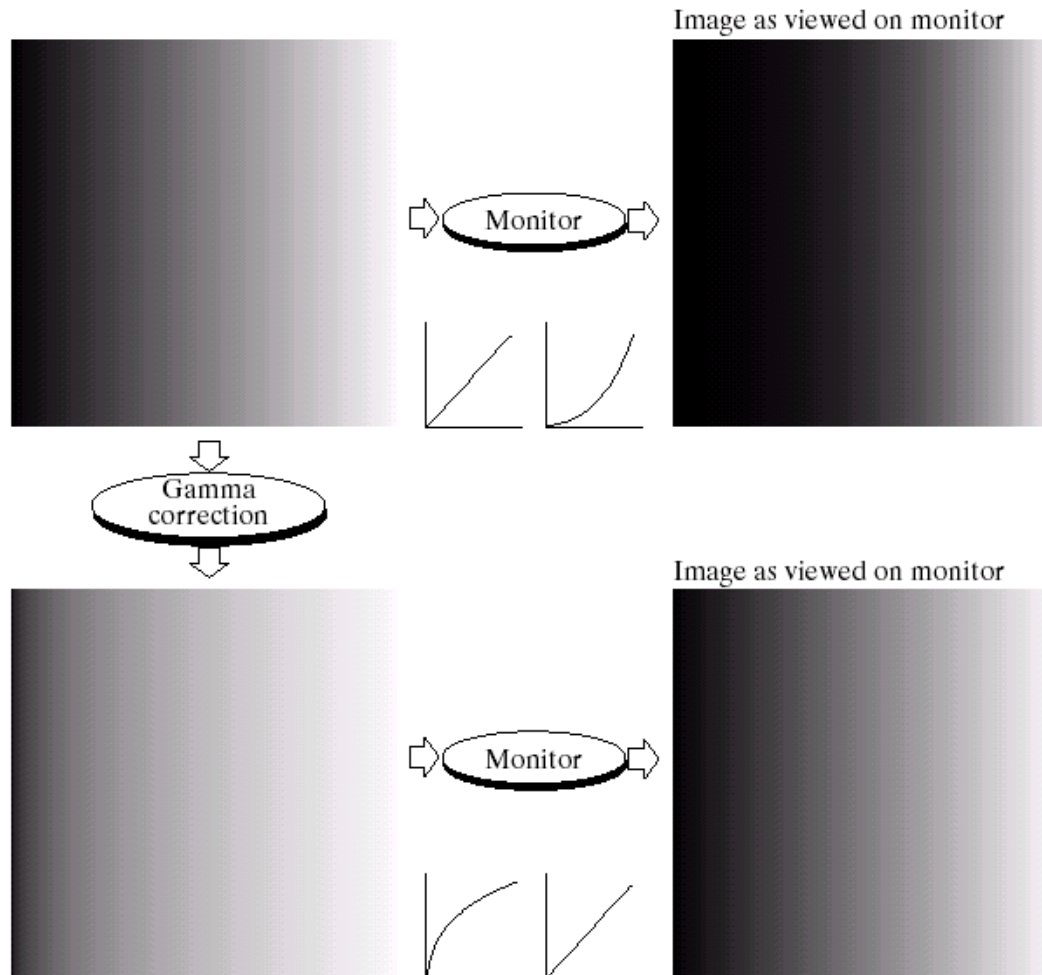 Image as viewed on monitor
Monitor
Gamma
correction
Image as viewed on monitor
Monitor